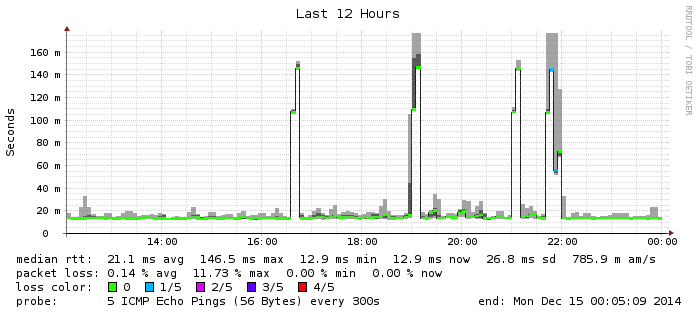 Last 12 Hours
RRDTOOL / TOBI OETIKER
Seconds
160 m
140 m
120 m
100 m
80 m
60 m
40 m
20 m
0
14:00 16:00 18:00 20:00 22:00 00:00
median rtt: 21.1 ms avg 146.5 ms max 12.9 ms min 12.9 ms now 26.8 ms sd 785.9 m am/s
packet loss: 0.14 % avg 11.73 % max 0.00 % min 0.00 % now
loss color: 0 1/5 2/5 3/5 4/5
probe: 5 ICMP Echo Pings (56 Bytes) every 300s end: Mon Dec 15 00:05:09 2014